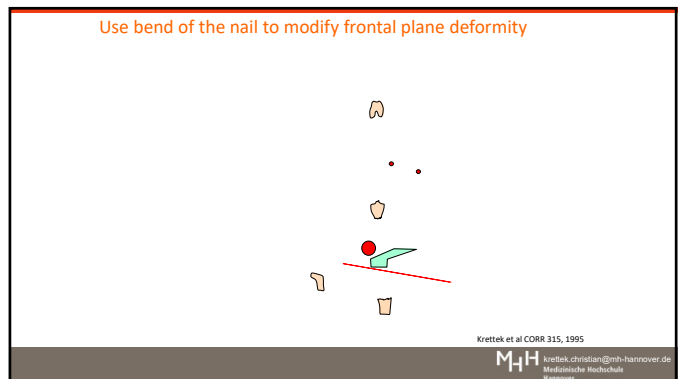 Use bend of the nail to modify frontal plane deformity
Krettek et al CORR 315, 1995
MHH krettek.christian@mh-hannover.de
Medizinische Hochschule
Hannover